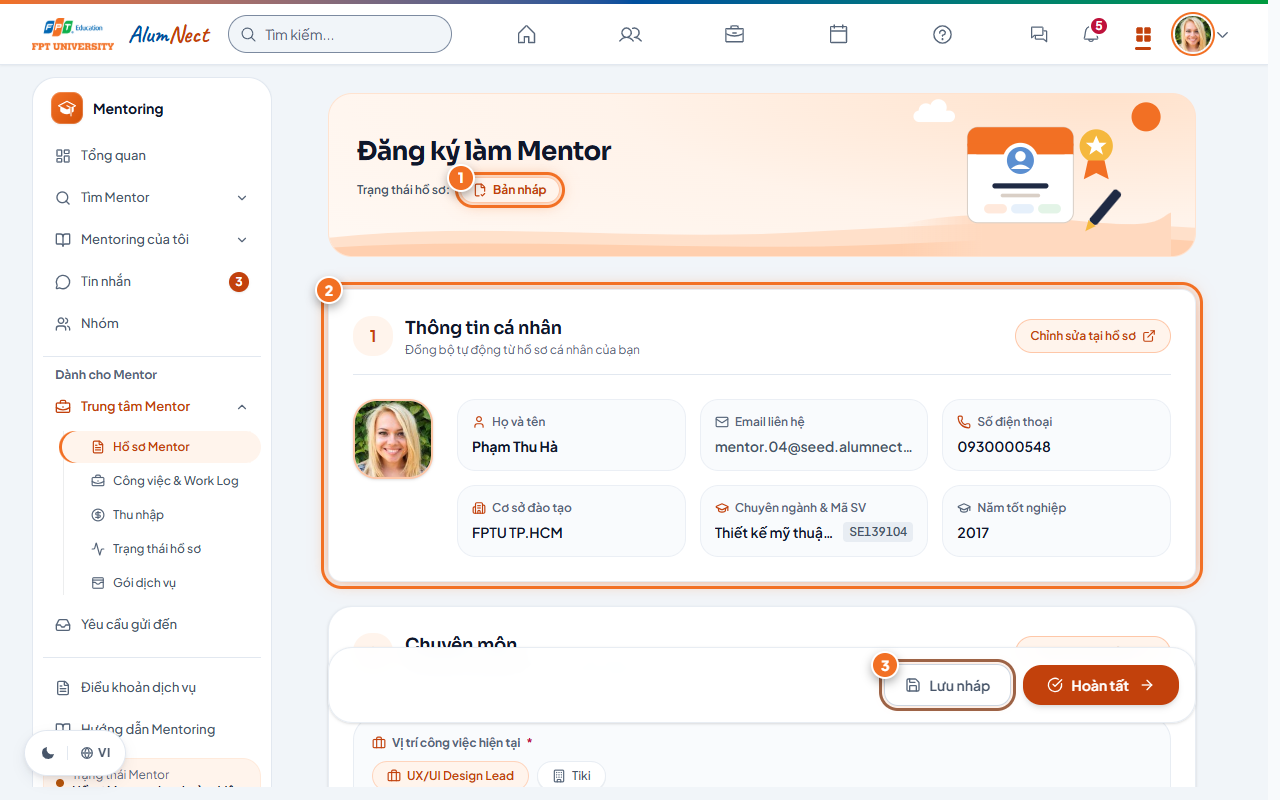 FPT Education
FPT UNIVERSITY
AlumNect
Tìm kiếm...
5
Mentoring
Tổng quan
Tìm Mentor
Mentoring của tôi
Tin nhắn
3
Nhóm
Dành cho Mentor
Trung tâm Mentor
Hồ sơ Mentor
Công việc & Work Log
Thu nhập
Trạng thái hồ sơ
Gói dịch vụ
Yêu cầu gửi đến
Điều khoản dịch vụ
Hướng dẫn Mentoring
VI
Trạng thái Mentor
Đăng ký làm Mentor
Trạng thái hồ sơ:
1
Bản nháp
2
1
Thông tin cá nhân
Đồng bộ tự động từ hồ sơ cá nhân của bạn
Chỉnh sửa tại hồ sơ
Họ và tên
Phạm Thu Hà
Email liên hệ
mentor.04@seed.alumnect...
Số điện thoại
0930000548
Cơ sở đào tạo
FPTU TP.HCM
Chuyên ngành & Mã SV
Thiết kế mỹ thuậ...
SE139104
Năm tốt nghiệp
2017
Chuyên môn
3
Lưu nháp
Hoàn tất
Vị trí công việc hiện tại *
UX/UI Design Lead
Tiki